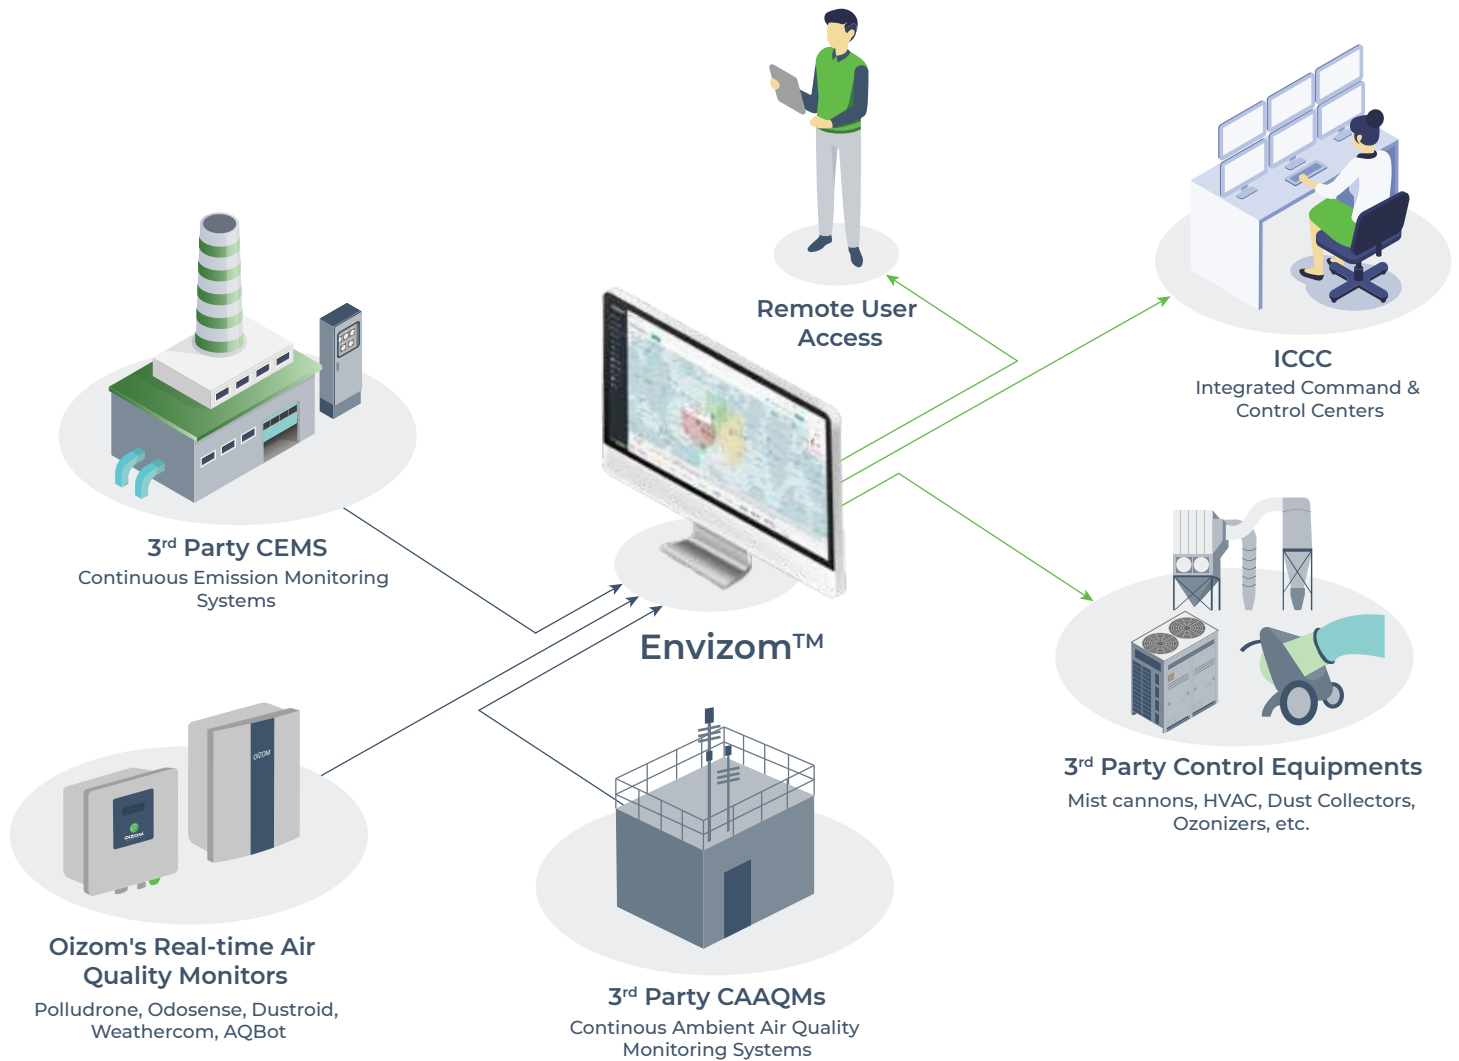 Remote User
Access
ICCC
Integrated Command &
Control Centers
3rd Party CEMS
Continuous Emission Monitoring
Systems
Envizom™
OIZOM
OIZOM
3rd Party Control Equipments
Mist cannons, HVAC, Dust Collectors,
Ozonizers, etc.
Oizom's Real-time Air
Quality Monitors
Polludrone, Odosense, Dustroid,
Weathercom, AQBot
3rd Party CAAQMs
Continous Ambient Air Quality
Monitoring Systems